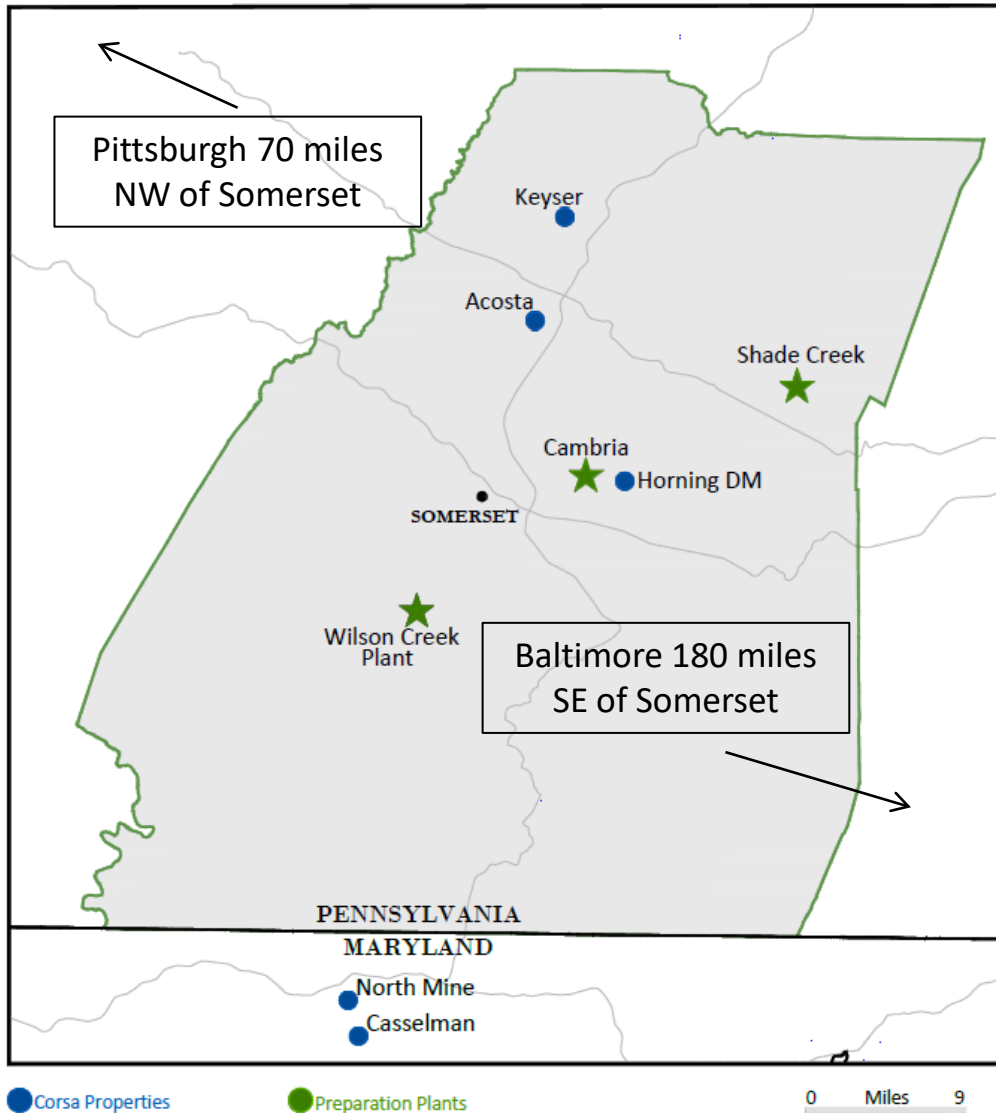 Pittsburgh 70 miles
NW of Somerset
Keyser
Acosta
Shade Creek
Cambria
Horning DM
SOMERSET
Wilson Creek
Plant
Baltimore 180 miles
SE of Somerset
PENNSYLVANIA
MARYLAND
North Mine
Casselman
Corsa Properties
Preparation Plants
0 Miles 9